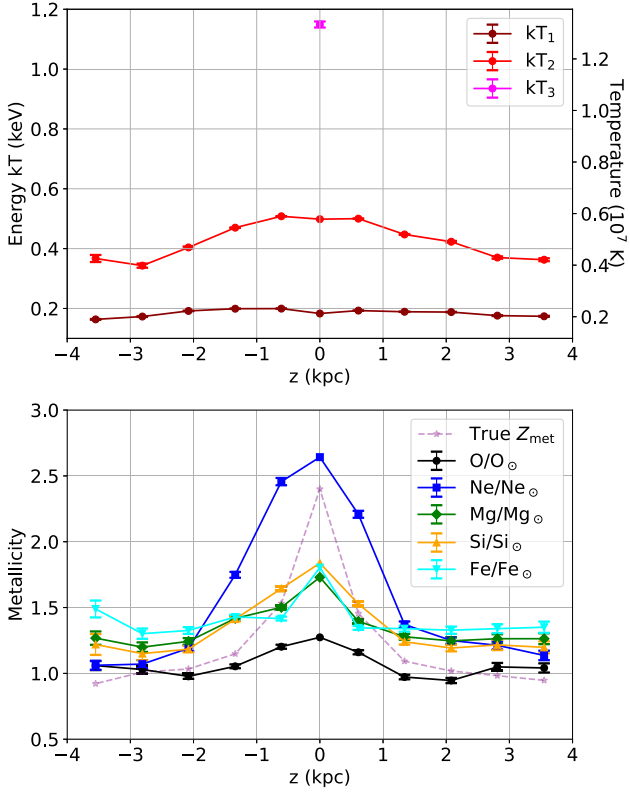 1.2
1.0
0.8
0.6
0.4
0.2
Energy kT (keV)
kT₁
kT₂
kT₃
1.2
1.0
0.8
0.6
0.4
0.2
Temperature (10⁷ K)
−4 −3 −2 −1 0 1 2 3 4
z (kpc)
3.0
2.5
2.0
1.5
1.0
0.5
Metallicity
True Z_met
O/O⊙
Ne/Ne⊙
Mg/Mg⊙
Si/Si⊙
Fe/Fe⊙
−4 −3 −2 −1 0 1 2 3 4
z (kpc)